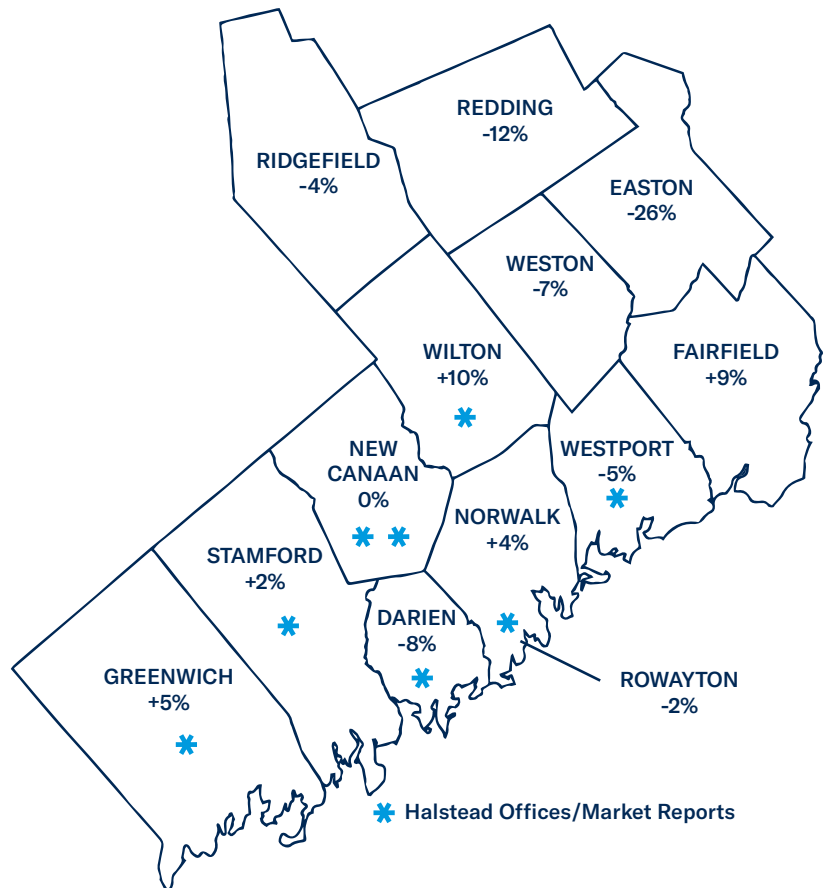 REDDING
-12%
RIDGEFIELD
-4%
EASTON
-26%
WESTON
-7%
WILTON
+10%
FAIRFIELD
+9%
NEW
CANAAN
0%
WESTPORT
-5%
NORWALK
+4%
STAMFORD
+2%
DARIEN
-8%
GREENWICH
+5%
ROWAYTON
-2%
Halstead Offices/Market Reports